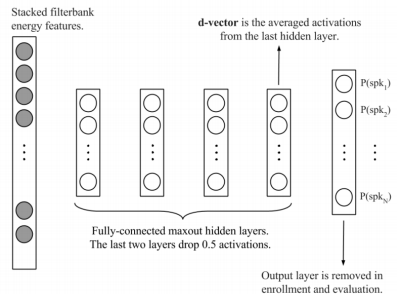 Stacked filterbank
energy features.
d-vector is the averaged activations
from the last hidden layer.
P(spk₁)
P(spk₂)
P(spk_N)
Fully-connected maxout hidden layers.
The last two layers drop 0.5 activations.
Output layer is removed in
enrollment and evaluation.